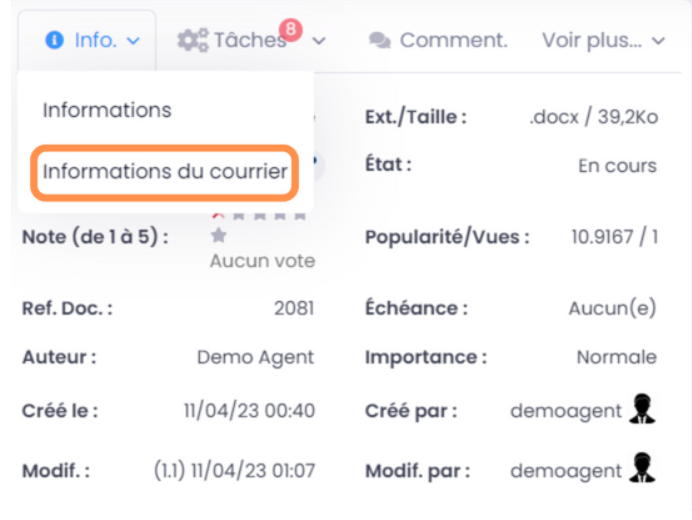 Info. Tâches 8 Comment. Voir plus...
Informations
Ext./Taille : .docx / 39,2Ko
Informations du courrier
État : En cours
Note (de 1 à 5) : Aucun vote
Popularité/Vues : 10.9167 / 1
Ref. Doc. : 2081 Échéance : Aucun(e)
Auteur : Demo Agent Importance : Normale
Créé le : 11/04/23 00:40 Créé par : demoagent
Modif. : (1.1) 11/04/23 01:07 Modif. par : demoagent